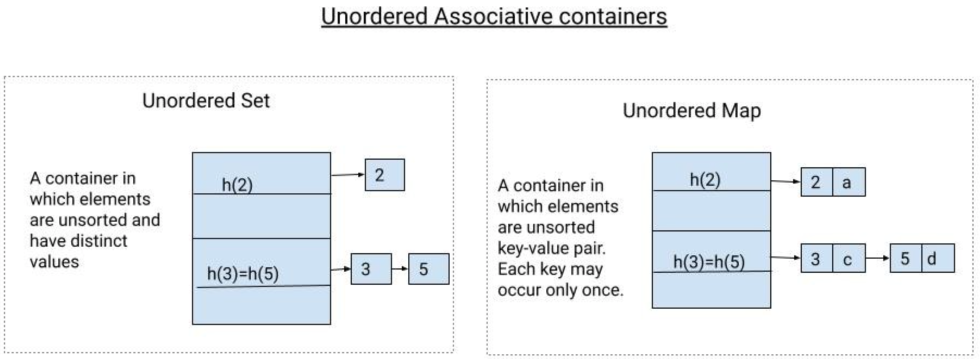 Unordered Associative containers
Unordered Set
A container in
which elements
are unsorted and
have distinct
values
h(2)
2
h(3)=h(5)
3
5
Unordered Map
A container in
which elements
are unsorted
key-value pair.
Each key may
occur only once.
h(2)
2 a
h(3)=h(5)
3 c
5 d